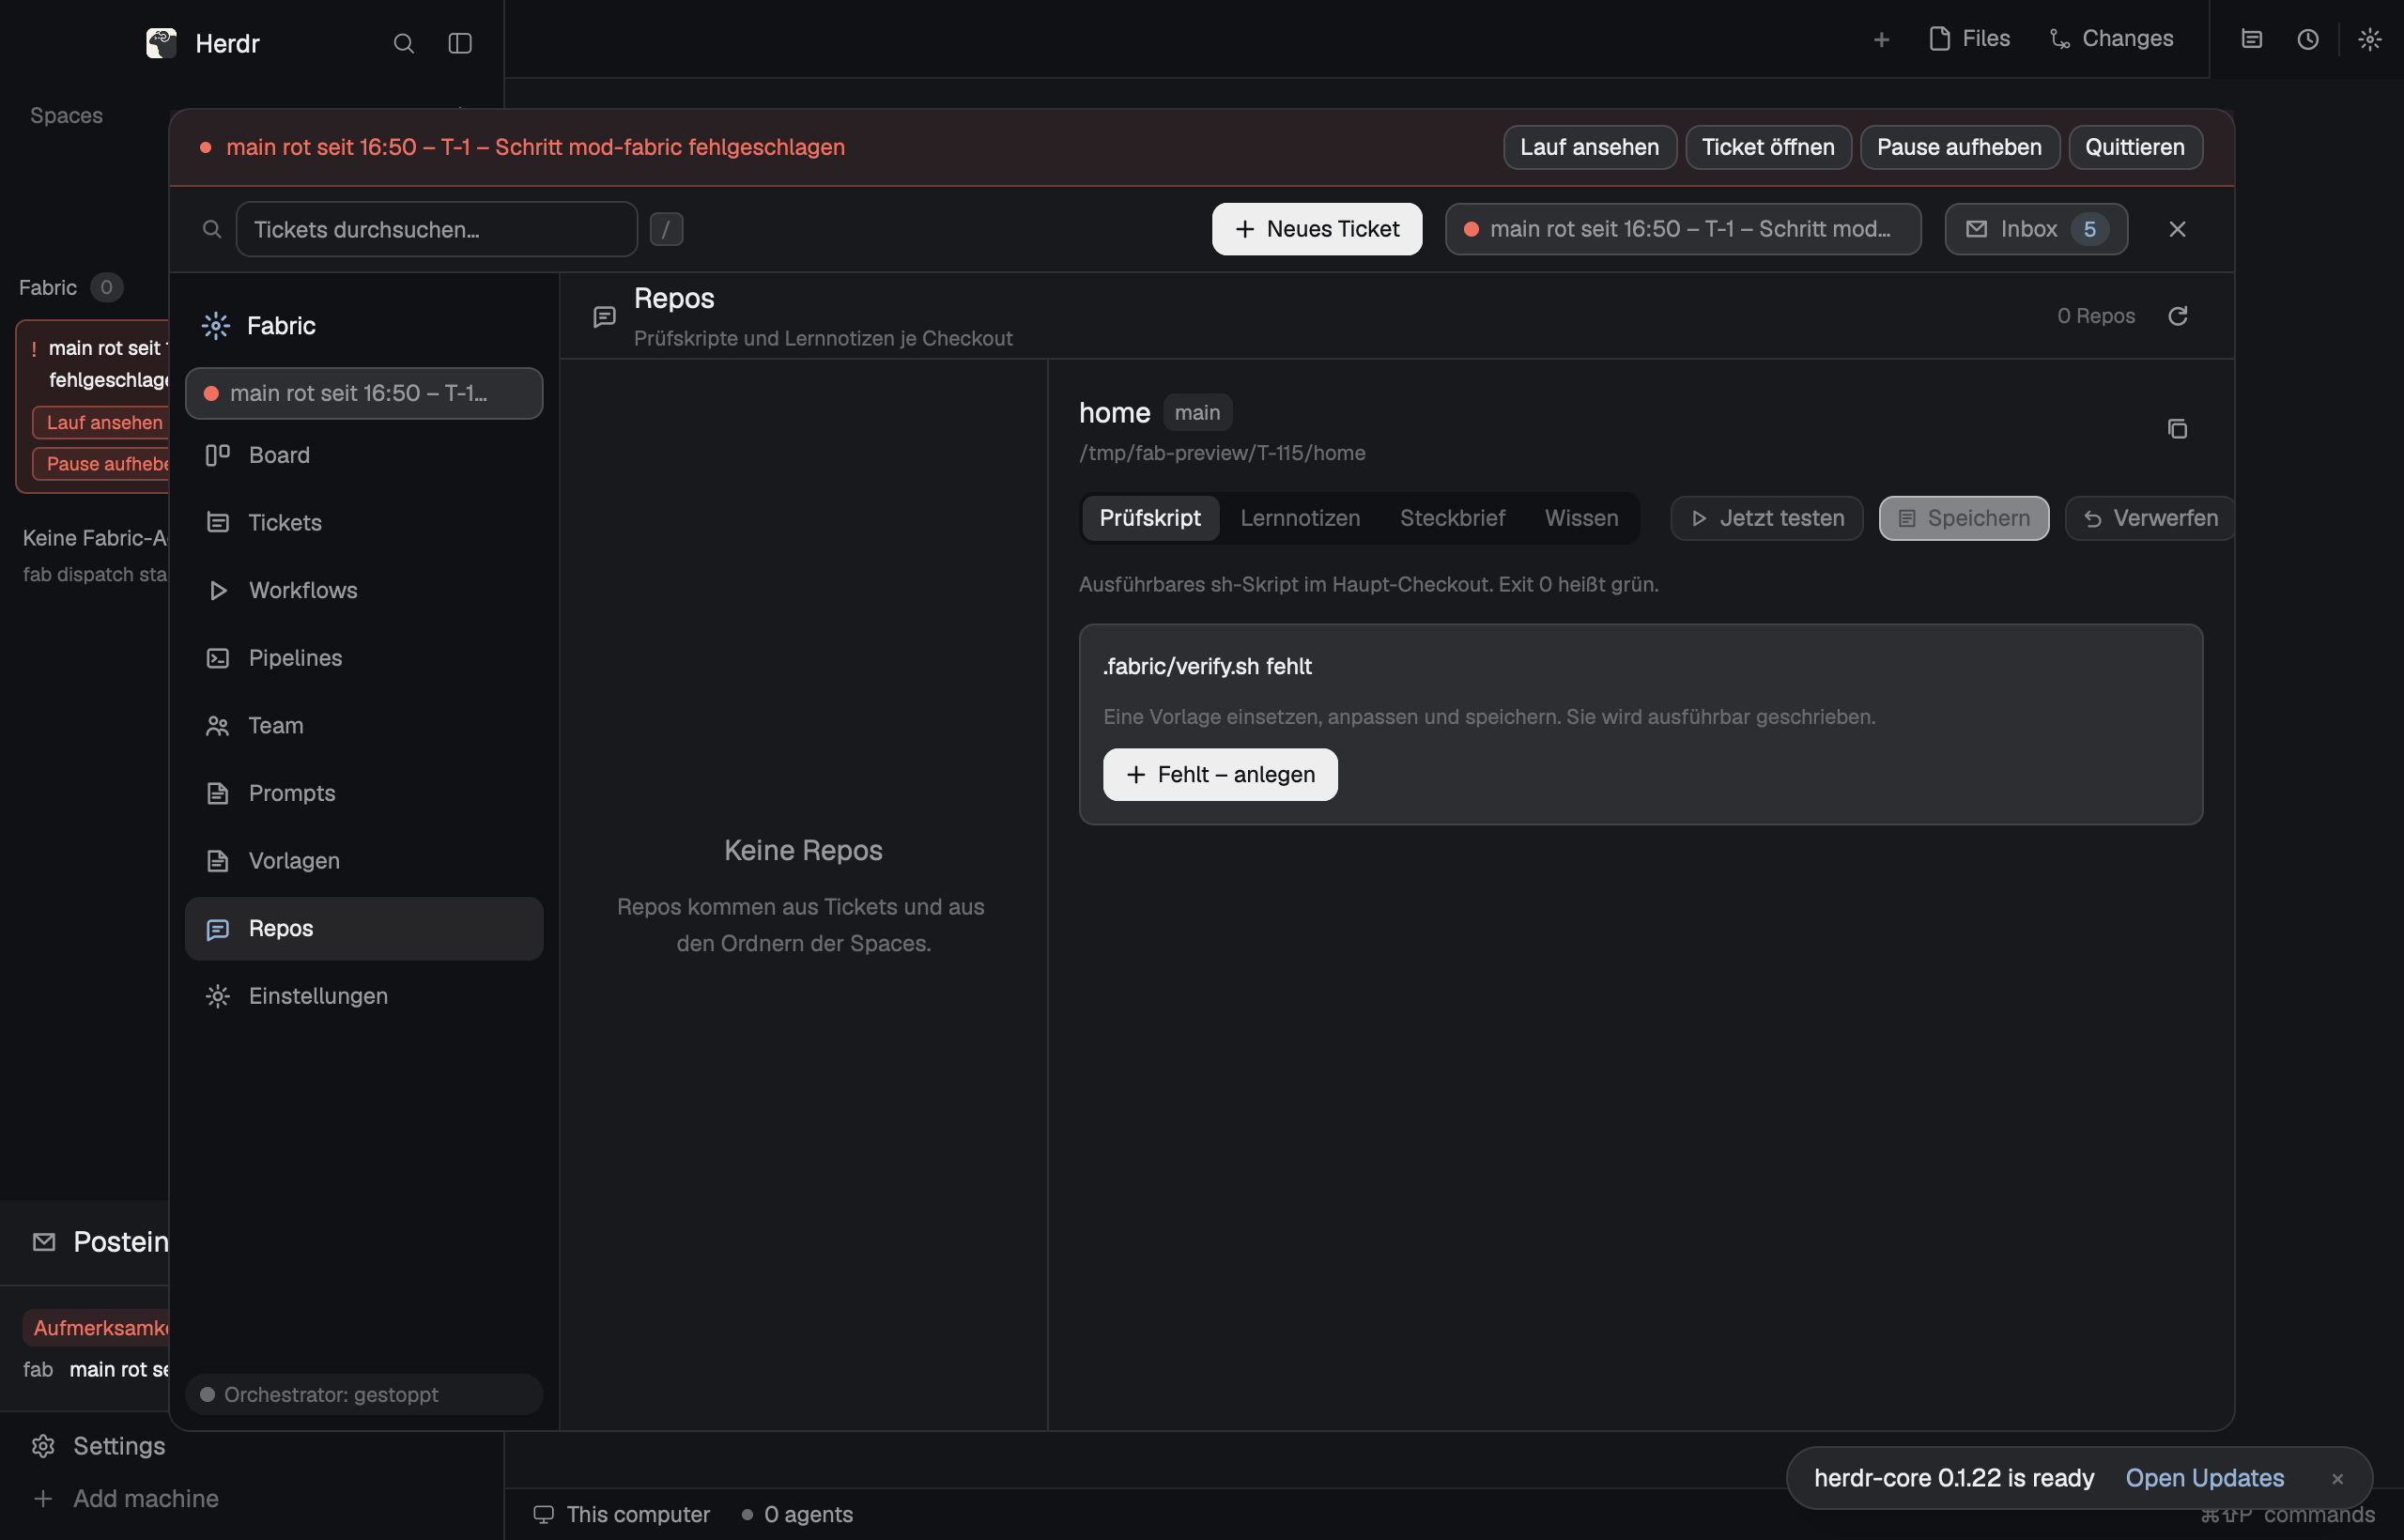 Herdr
Files
Changes
Spaces
main rot seit 16:50 – T-1 – Schritt mod-fabric fehlgeschlagen
Lauf ansehen
Ticket öffnen
Pause aufheben
Quittieren
Tickets durchsuchen...
/
Neues Ticket
main rot seit 16:50 – T-1 – Schritt mod...
Inbox 5
Fabric 0
main rot seit
fehlgeschlage
Lauf ansehen
Pause aufhebe
Keine Fabric-A
fab dispatch sta
Fabric
main rot seit 16:50 – T-1...
Board
Tickets
Workflows
Pipelines
Team
Prompts
Vorlagen
Repos
Einstellungen
Orchestrator: gestoppt
Repos
Prüfskripte und Lernnotizen je Checkout
0 Repos
Keine Repos
Repos kommen aus Tickets und aus
den Ordnern der Spaces.
home main
/tmp/fab-preview/T-115/home
Prüfskript
Lernnotizen
Steckbrief
Wissen
Jetzt testen
Speichern
Verwerfen
Ausführbares sh-Skript im Haupt-Checkout. Exit 0 heißt grün.
.fabric/verify.sh fehlt
Eine Vorlage einsetzen, anpassen und speichern. Sie wird ausführbar geschrieben.
Fehlt – anlegen
Postein
Aufmerksamk
fab main rot se
Settings
Add machine
This computer
0 agents
herdr-core 0.1.22 is ready
Open Updates
⌘⇧P commands